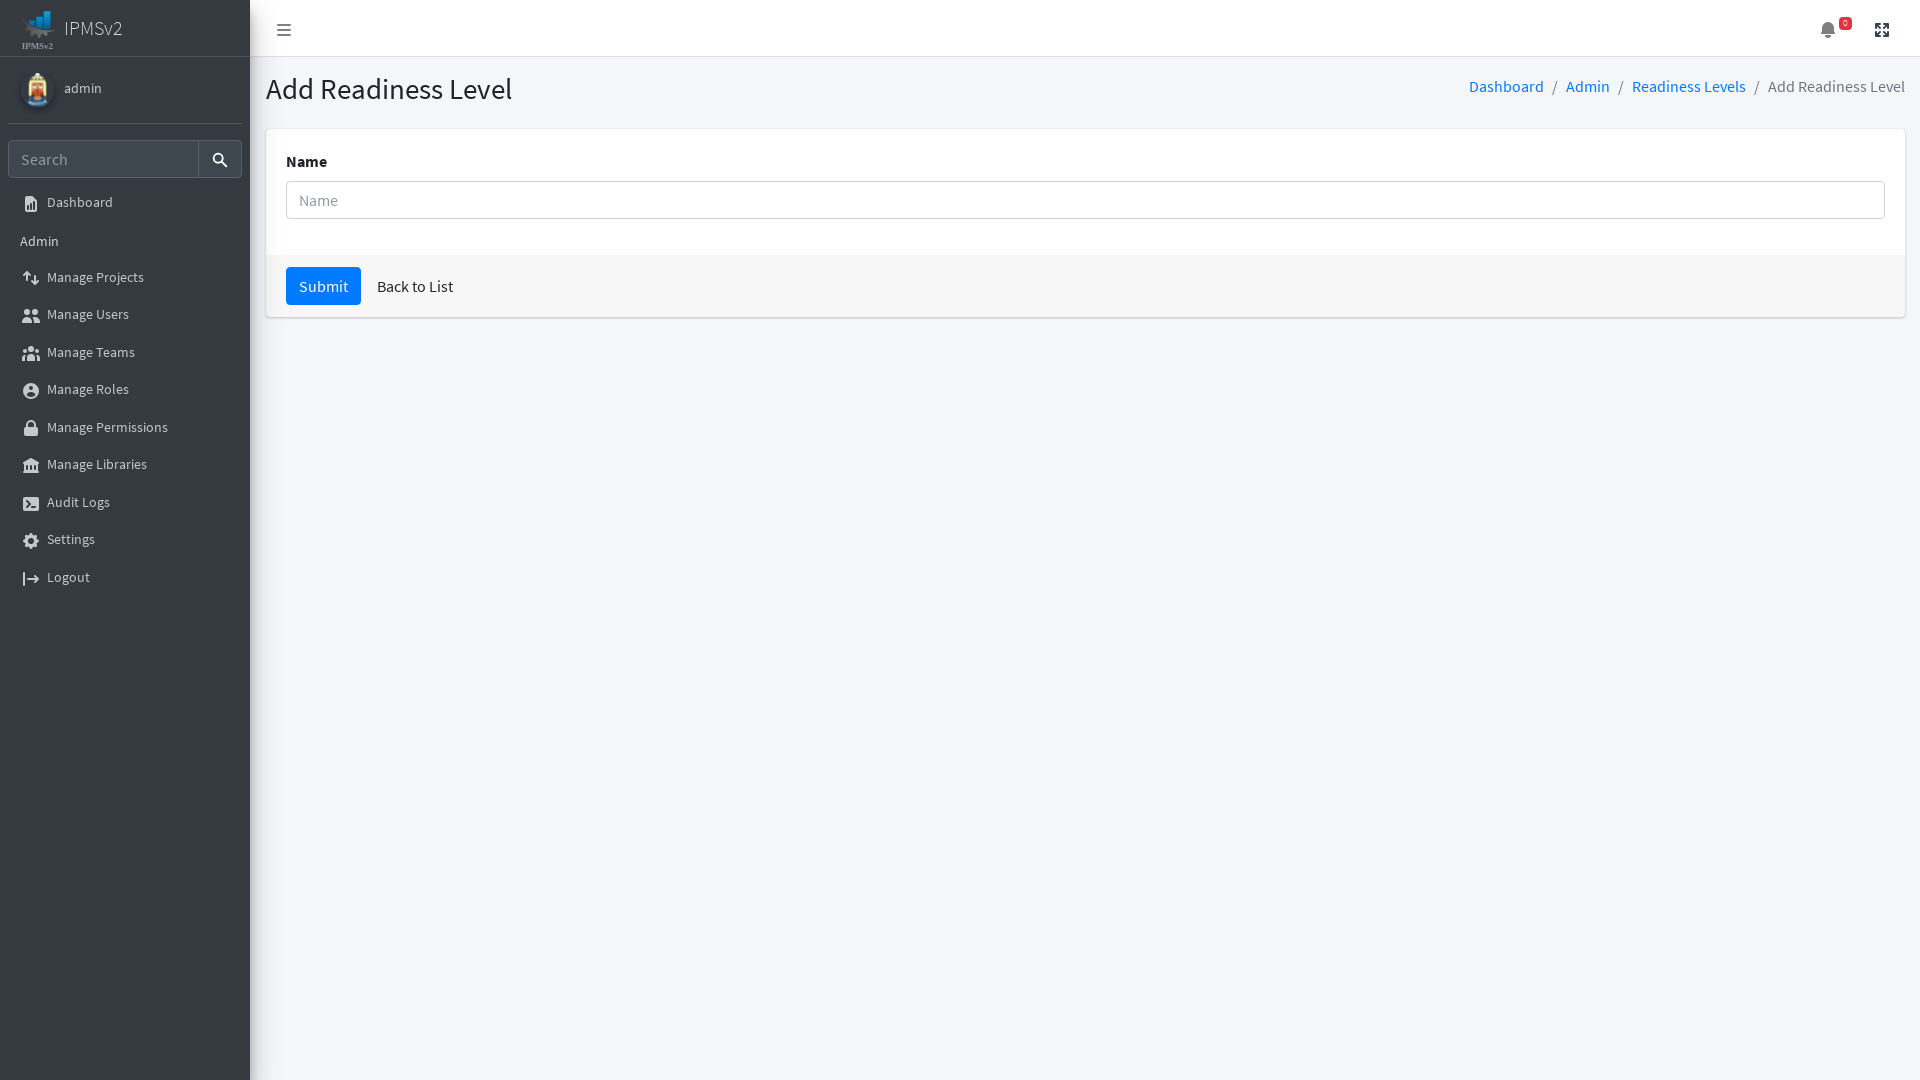 IPMSv2
IPMSv2
0
admin
Search
Dashboard
Admin
Manage Projects
Manage Users
Manage Teams
Manage Roles
Manage Permissions
Manage Libraries
Audit Logs
Settings
Logout
Add Readiness Level
Dashboard / Admin / Readiness Levels / Add Readiness Level
Name
Name
Submit
Back to List